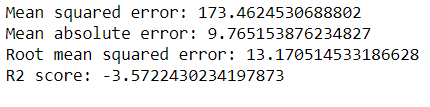 Mean squared error: 173.4624530688802
Mean absolute error: 9.765153876234827
Root mean squared error: 13.170514533186628
R2 score: -3.5722430234197873